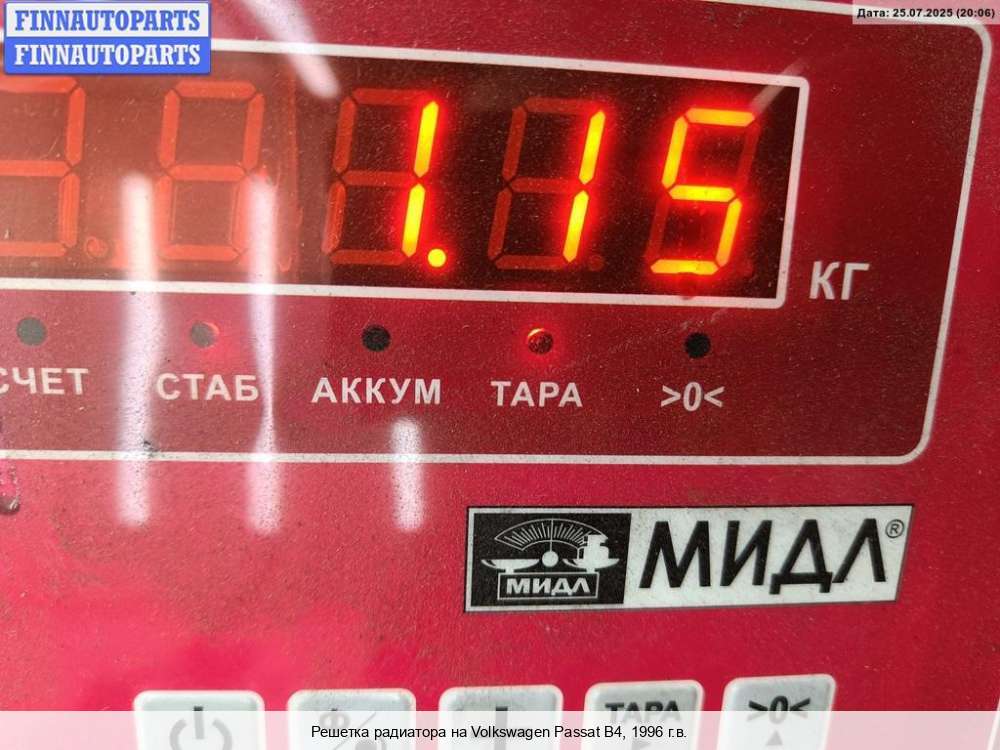 FINNAUTOPARTS
FINNAUTOPARTS
Дата: 25.07.2025 (20:06)
1.15
КГ
СЧЕТ СТАБ АККУМ ТАРА >0<
МИДЛ МИДЛ®
ТАРА >0<
Решетка радиатора на Volkswagen Passat B4, 1996 г.в.